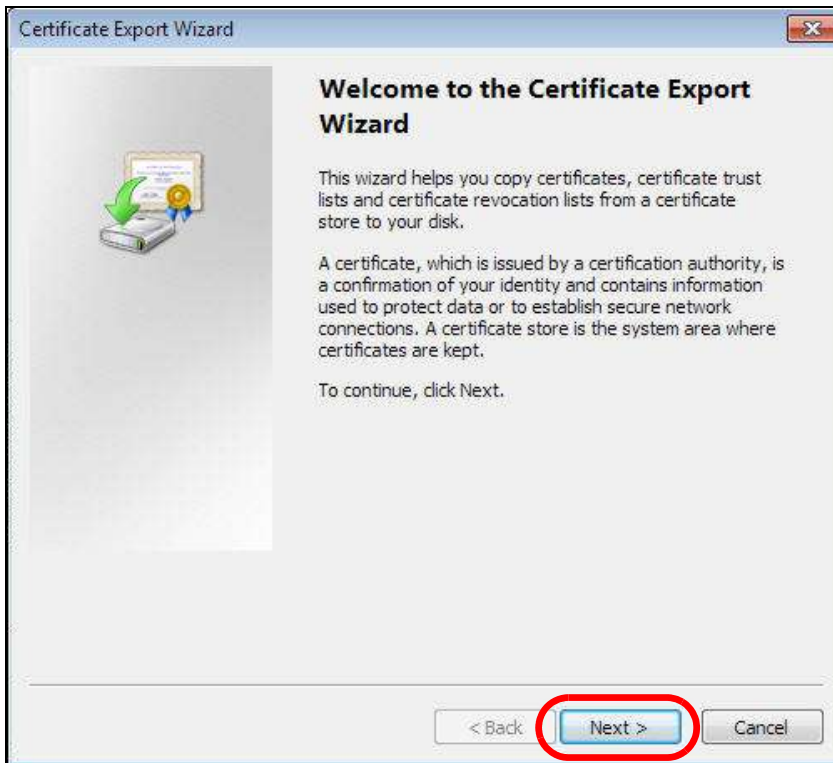 Certificate Export Wizard
Welcome to the Certificate Export
Wizard
This wizard helps you copy certificates, certificate trust
lists and certificate revocation lists from a certificate
store to your disk.
A certificate, which is issued by a certification authority, is
a confirmation of your identity and contains information
used to protect data or to establish secure network
connections. A certificate store is the system area where
certificates are kept.
To continue, click Next.
< Back
Next >
Cancel